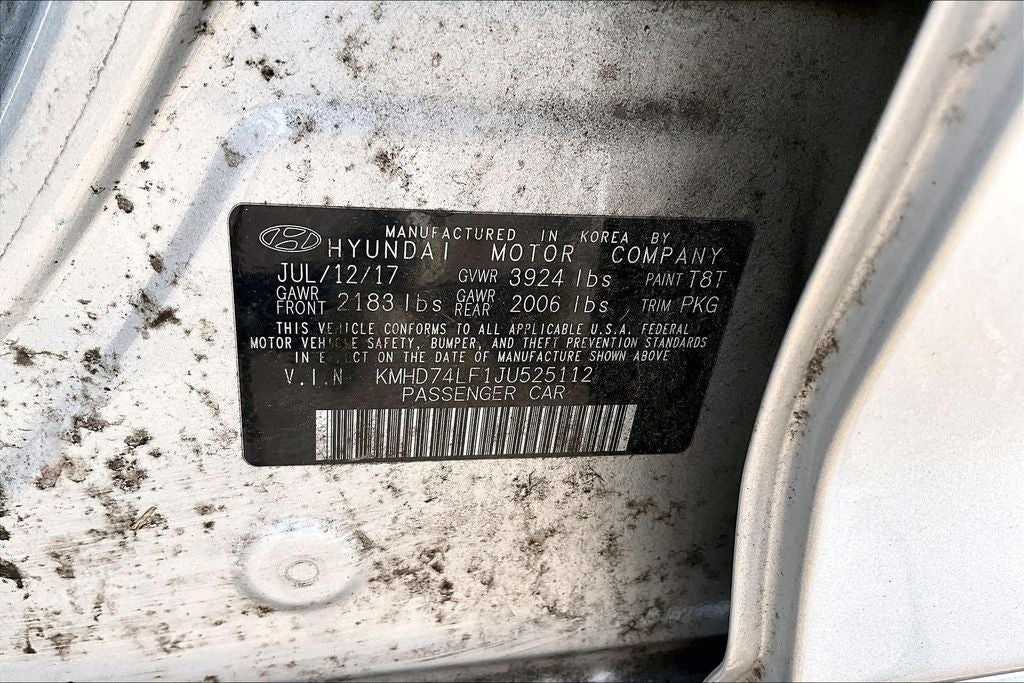 MANUFACTURED IN KOREA BY
HYUNDAI MOTOR COMPANY
JUL/12/17 GVWR 3924 lbs PAINT T8T
GAWR FRONT 2183 lbs GAWR REAR 2006 lbs TRIM PKG
THIS VEHICLE CONFORMS TO ALL APPLICABLE U.S.A. FEDERAL
MOTOR VEHICLE SAFETY, BUMPER, AND THEFT PREVENTION STANDARDS
IN EFFECT ON THE DATE OF MANUFACTURE SHOWN ABOVE
V.I.N KMHD74LF1JU525112
PASSENGER CAR